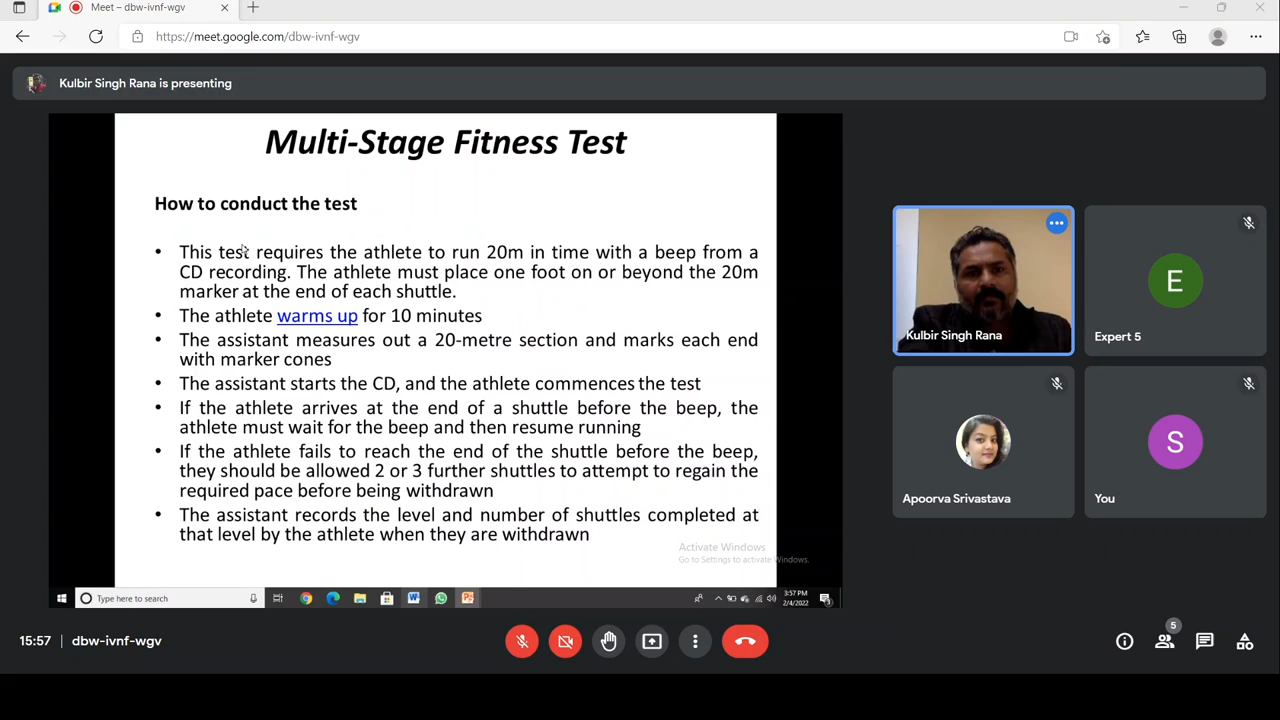 Meet – dbw-ivnf-wgv
https://meet.google.com/dbw-ivnf-wgv
Kulbir Singh Rana is presenting
Multi-Stage Fitness Test
How to conduct the test
• This test requires the athlete to run 20m in time with a beep from a
CD recording. The athlete must place one foot on or beyond the 20m
marker at the end of each shuttle.
• The athlete warms up for 10 minutes
• The assistant measures out a 20-metre section and marks each end
with marker cones
• The assistant starts the CD, and the athlete commences the test
• If the athlete arrives at the end of a shuttle before the beep, the
athlete must wait for the beep and then resume running
• If the athlete fails to reach the end of the shuttle before the beep,
they should be allowed 2 or 3 further shuttles to attempt to regain the
required pace before being withdrawn
• The assistant records the level and number of shuttles completed at
that level by the athlete when they are withdrawn
Activate Windows
Go to Settings to activate Windows.
Type here to search
3:57 PM
2/4/2022
Kulbir Singh Rana
E
Expert 5
Apoorva Srivastava
S
You
15:57 | dbw-ivnf-wgv
5